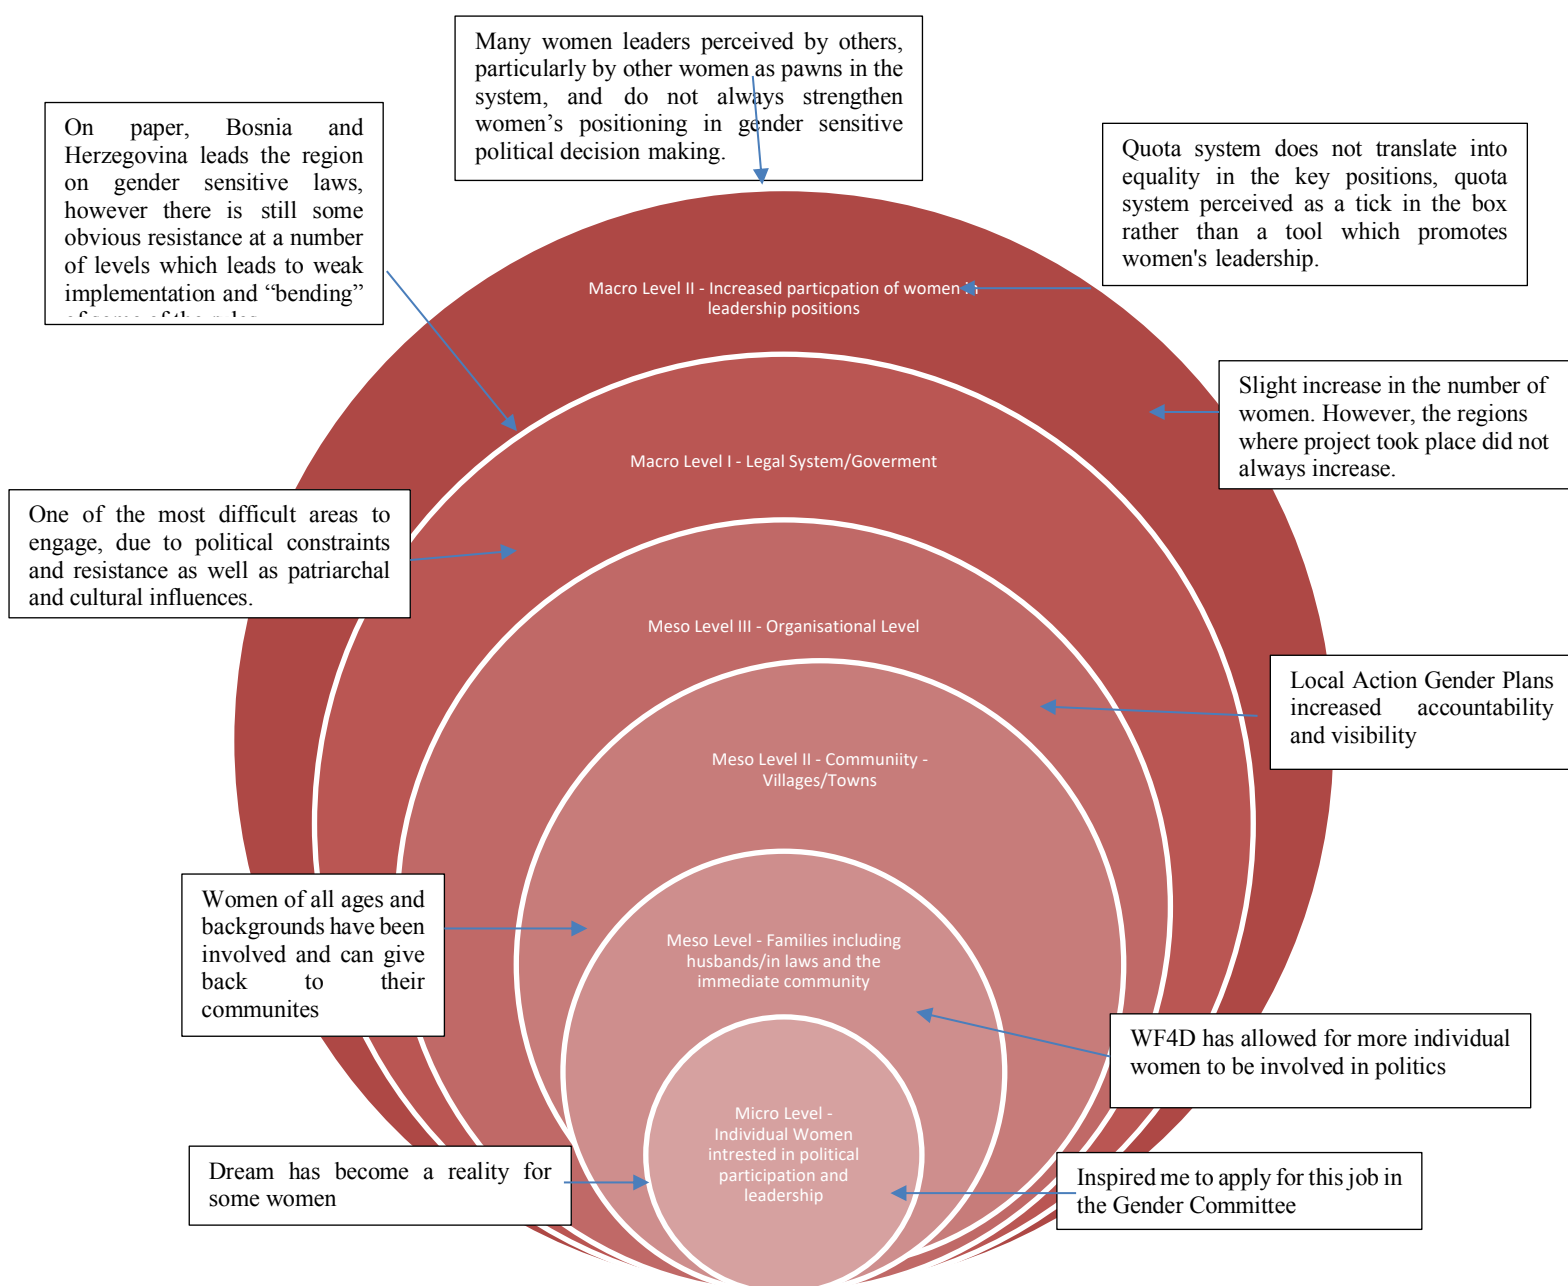 Many women leaders perceived by others,
particularly by other women as pawns in the
system, and do not always strengthen
women’s positioning in gender sensitive
political decision making.
On paper, Bosnia and
Herzegovina leads the region
on gender sensitive laws,
however there is still some
obvious resistance at a number
of levels which leads to weak
implementation and “bending”
Quota system does not translate into
equality in the key positions, quota
system perceived as a tick in the box
rather than a tool which promotes
women's leadership.
Macro Level II - Increased particpation of women in
leadership positions
Slight increase in the number of
women. However, the regions
where project took place did not
always increase.
Macro Level I - Legal System/Goverment
One of the most difficult areas to
engage, due to political constraints
and resistance as well as patriarchal
and cultural influences.
Meso Level III - Organisational Level
Local Action Gender Plans
increased accountability
and visibility
Meso Level II - Communiity -
Villages/Towns
Women of all ages and
backgrounds have been
involved and can give
back to their
communites
Meso Level - Families including
husbands/in laws and the
immediate community
WF4D has allowed for more individual
women to be involved in politics
Micro Level -
Individual Women
intrested in political
participation and
leadership
Dream has become a reality for
some women
Inspired me to apply for this job in
the Gender Committee